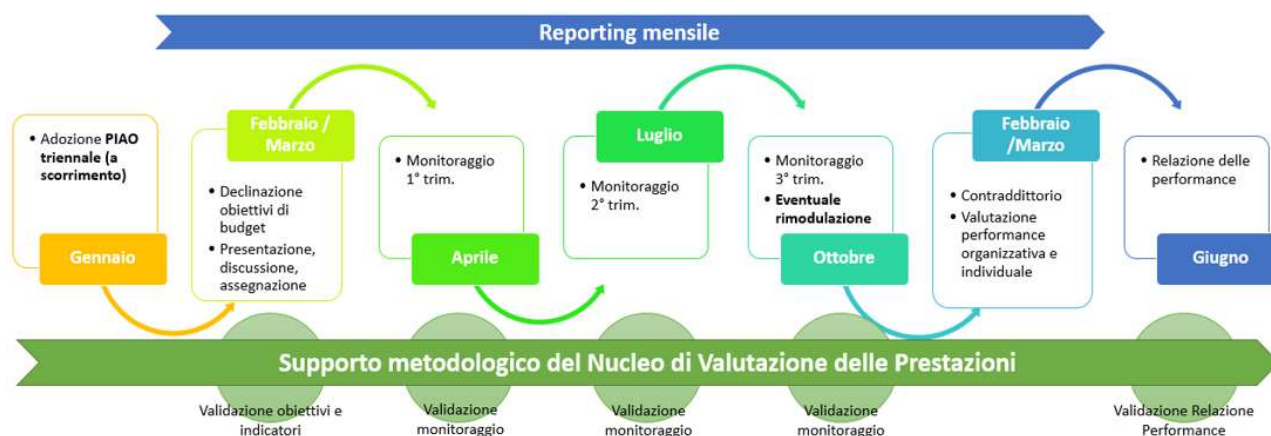 Reporting mensile
• Adozione PIAO
triennale (a
scorrimento)
Gennaio
Febbraio /
Marzo
• Declinazione
obiettivi di
budget
• Presentazione,
discussione,
assegnazione
• Monitoraggio
1° trim.
Aprile
Luglio
• Monitoraggio
2° trim.
• Monitoraggio
3° trim.
• Eventuale
rimodulazione
Ottobre
Febbraio
/Marzo
• Contraddittorio
• Valutazione
performance
organizzativa e
individuale
• Relazione delle
performance
Giugno
Supporto metodologico del Nucleo di Valutazione delle Prestazioni
Validazione obiettivi e
indicatori
Validazione
monitoraggio
Validazione
monitoraggio
Validazione
monitoraggio
Validazione Relazione
Performance